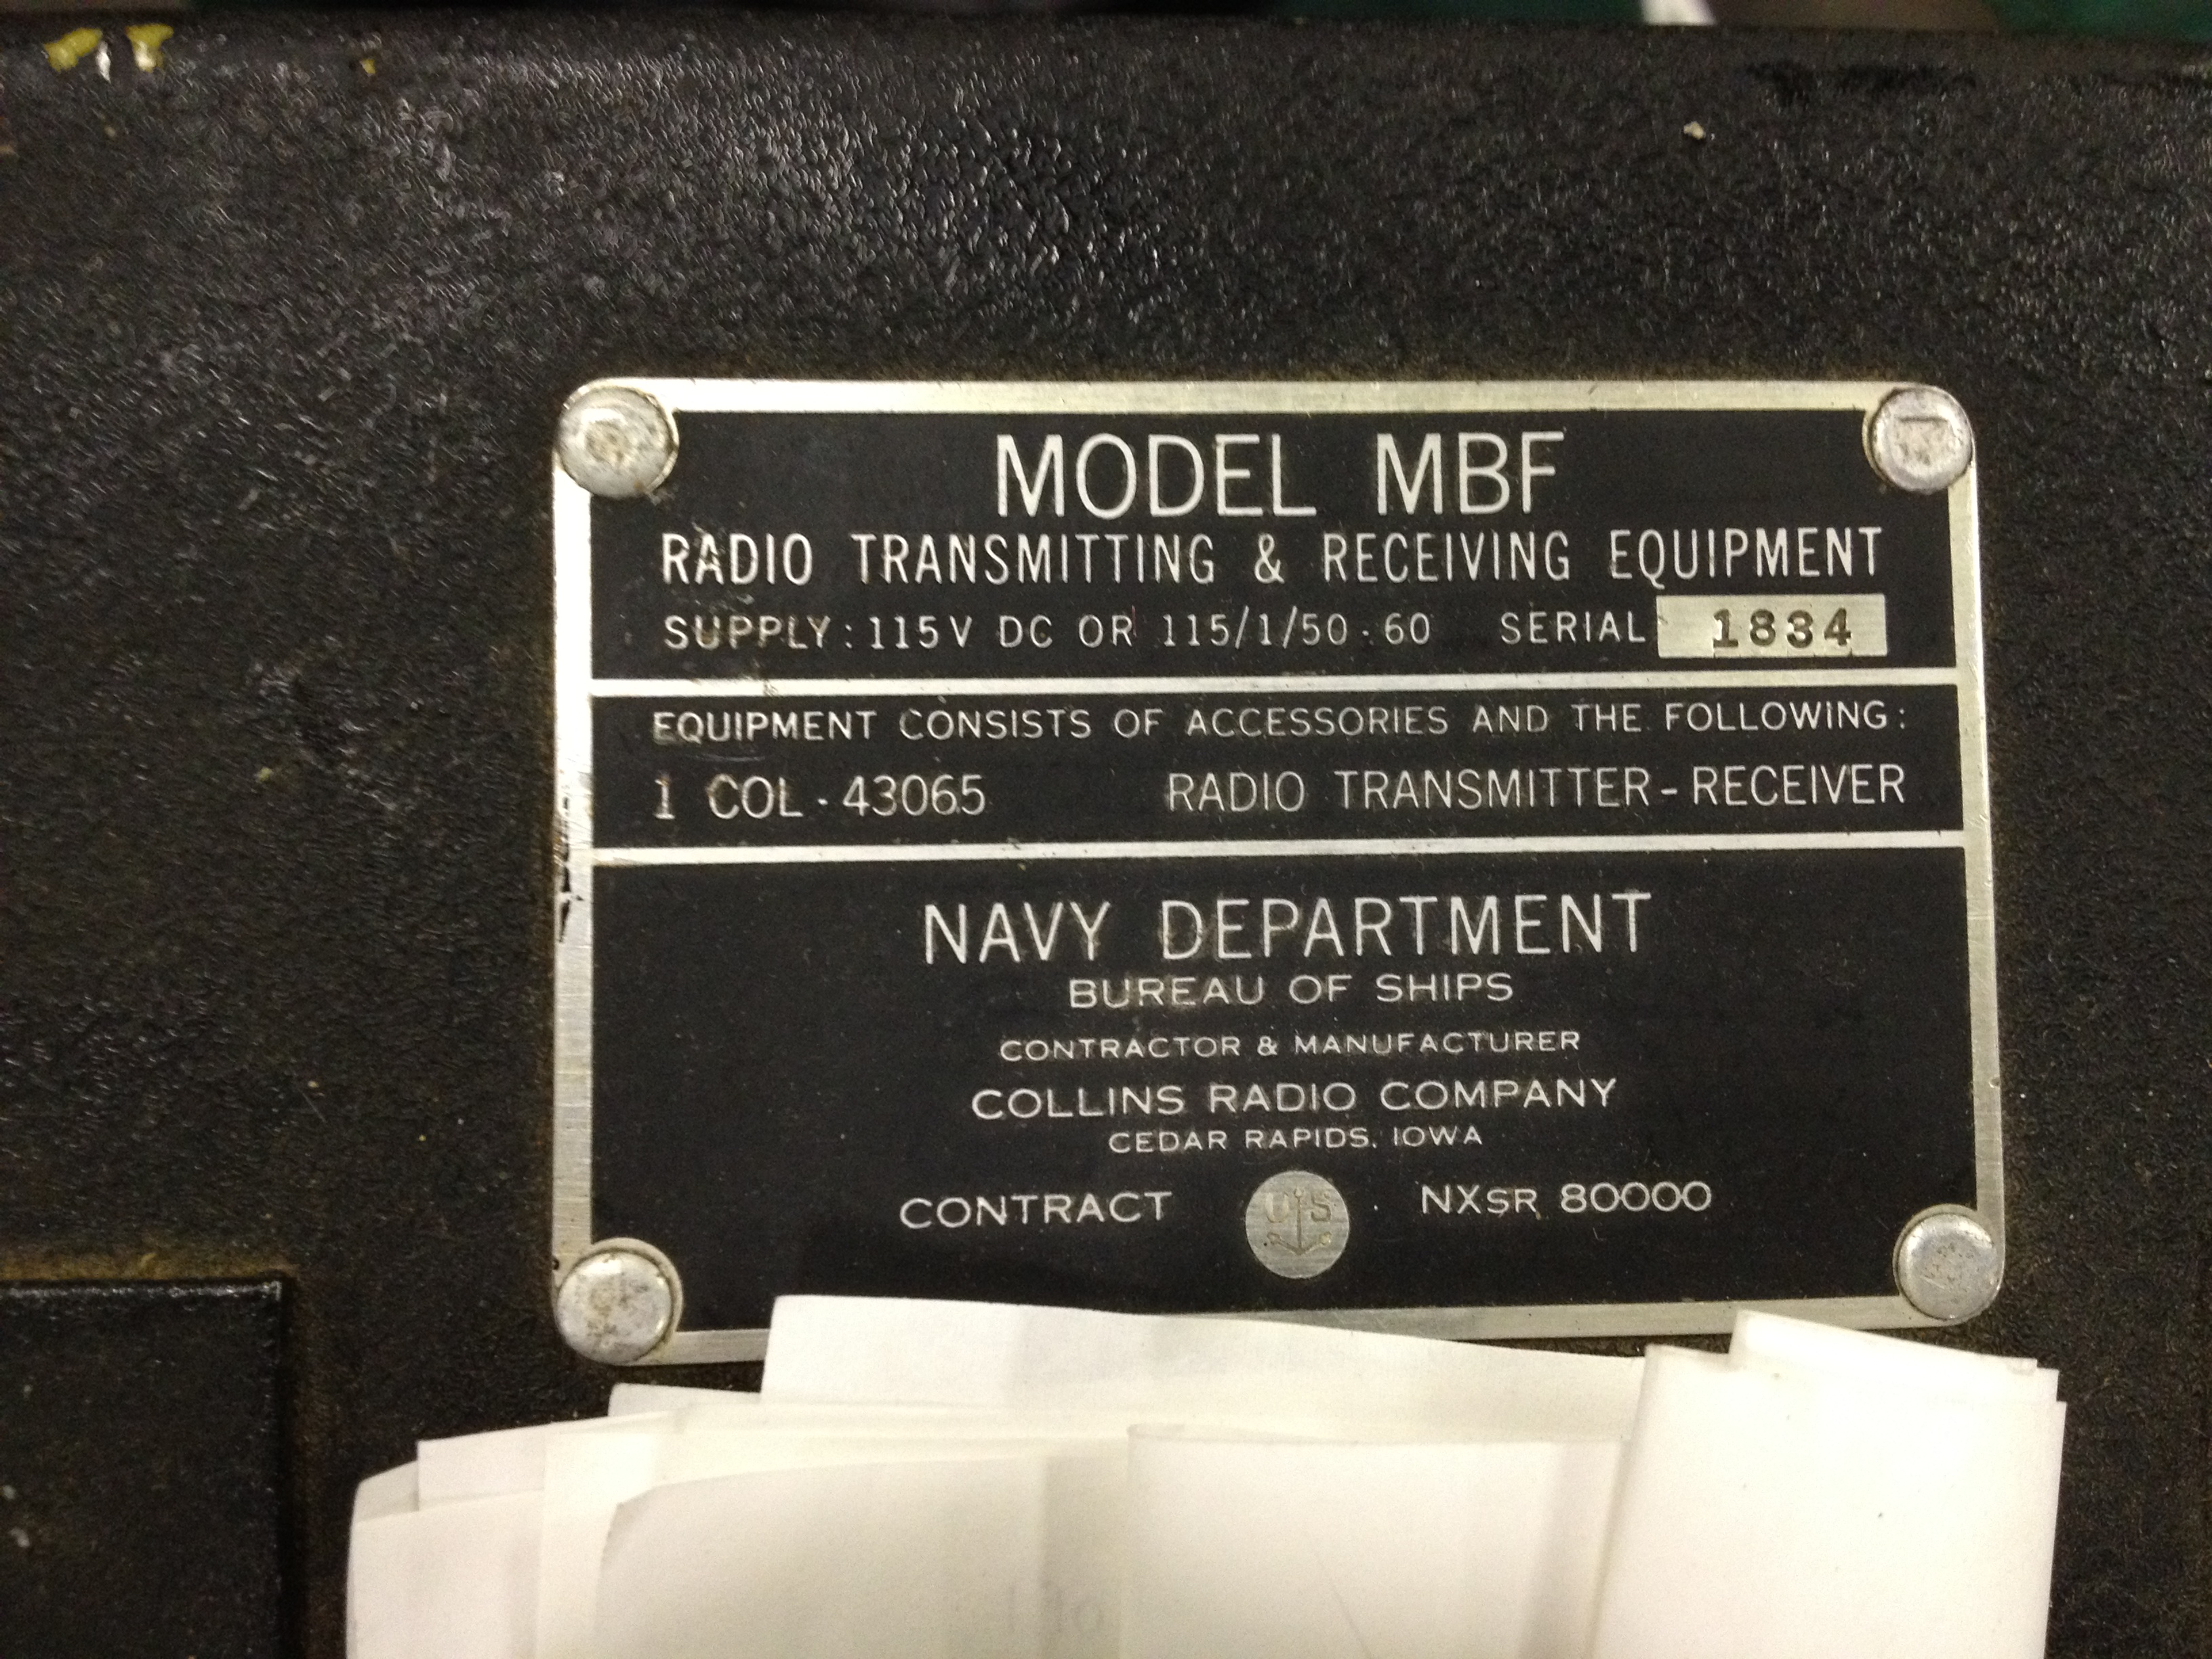 MODEL MBF
RADIO TRANSMITTING & RECEIVING EQUIPMENT
SUPPLY: 115V DC OR 115/1/50-60 SERIAL 1834
EQUIPMENT CONSISTS OF ACCESSORIES AND THE FOLLOWING:
1 COL-43065 RADIO TRANSMITTER-RECEIVER
NAVY DEPARTMENT
BUREAU OF SHIPS
CONTRACTOR & MANUFACTURER
COLLINS RADIO COMPANY
CEDAR RAPIDS, IOWA
CONTRACT US NXSR 80000